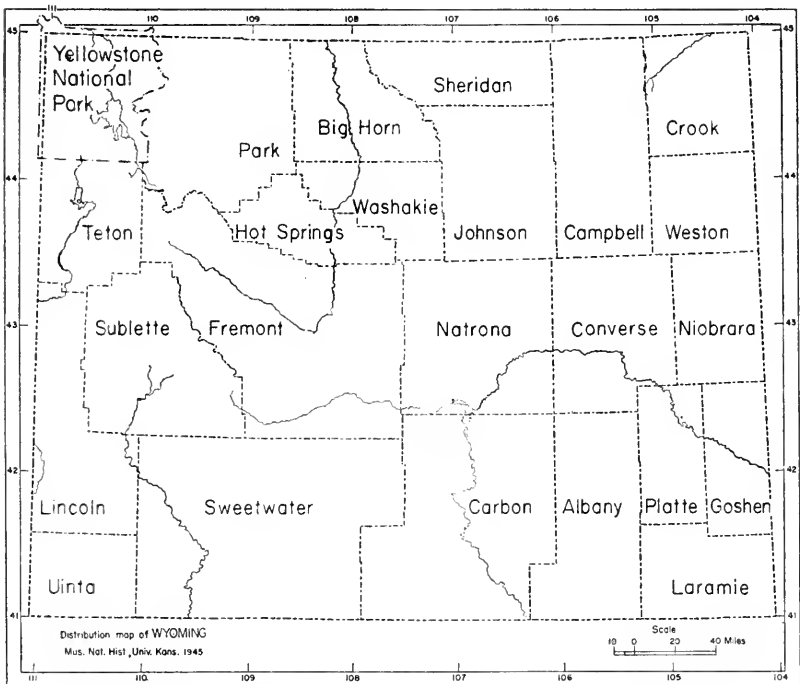 111 110 109 108 107 106 105 104
45 45
Yellowstone
National
Park
Sheridan
Big Horn
Crook
Park
44 44
Washakie
Teton
Hot Springs
Johnson
Campbell
Weston
43 43
Sublette
Fremont
Natrona
Converse
Niobrara
42 42
Lincoln
Sweetwater
Carbon
Albany
Platte
Goshen
Uinta
Laramie
41 41
Distribution map of WYOMING
Mus. Nat. Hist., Univ. Kans. 1945
Scale
10 0 20 40 Miles
111 110 109 108 107 106 105 104